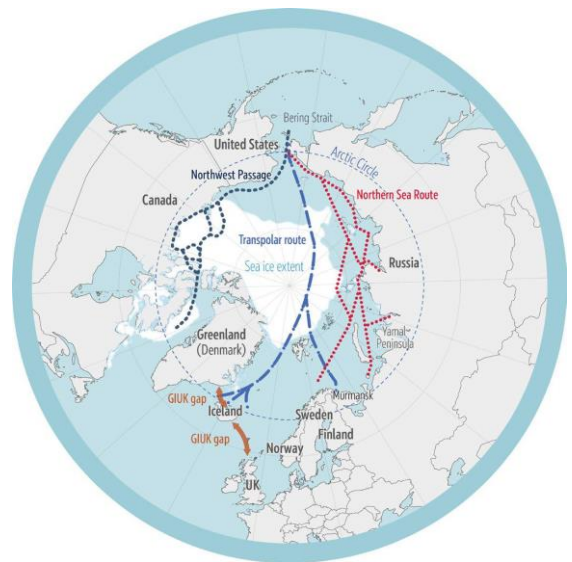 Bering Strait
United States
Arctic Circle
Northwest Passage
Northern Sea Route
Canada
Transpolar route
Sea ice extent
Russia
Greenland
(Denmark)
Yamal
Peninsula
GIUK gap
Iceland
Murmansk
Sweden
Finland
GIUK gap
Norway
UK